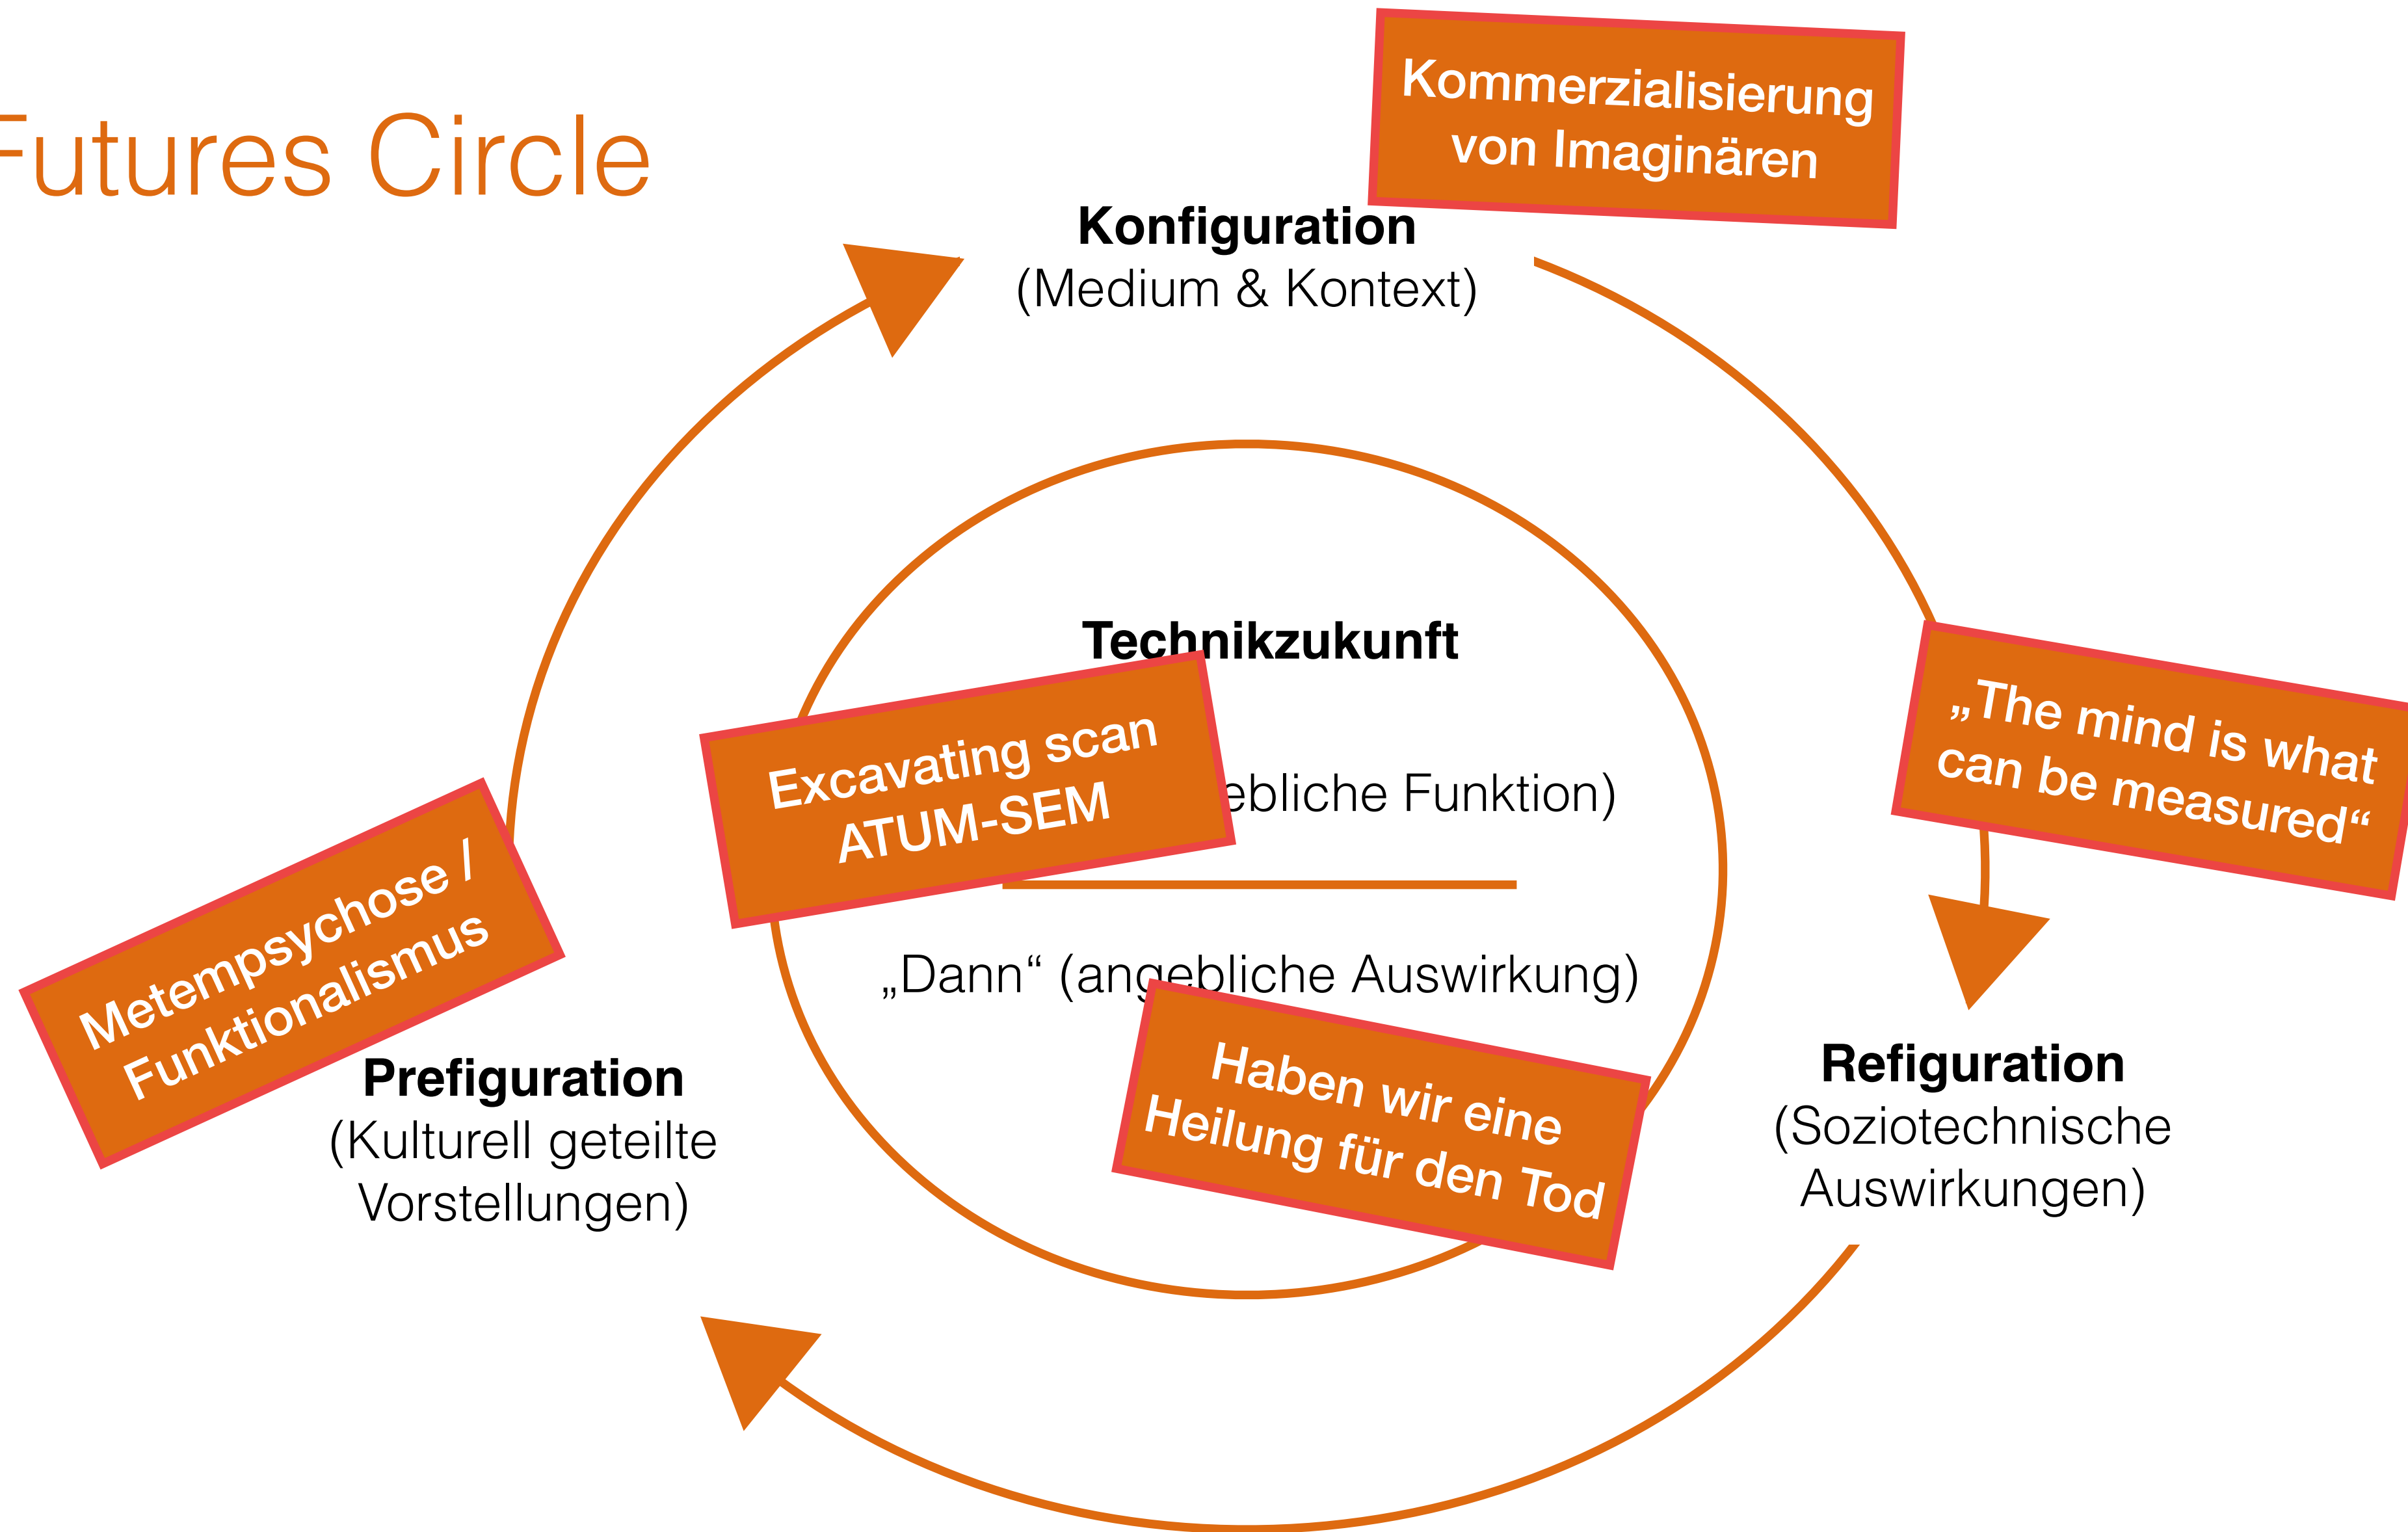 Futures Circle
Kommerzialisierung
von Imaginären
Konfiguration
(Medium & Kontext)
Technikzukunft
Excavating scan
ATUM-SEM
ebliche Funktion)
„The mind is what
can be measured“
„Dann“ (angebliche Auswirkung)
Haben wir eine
Heilung für den Tod
Metempsychose /
Funktionalismus
Prefiguration
(Kulturell geteilte
Vorstellungen)
Refiguration
(Soziotechnische
Auswirkungen)